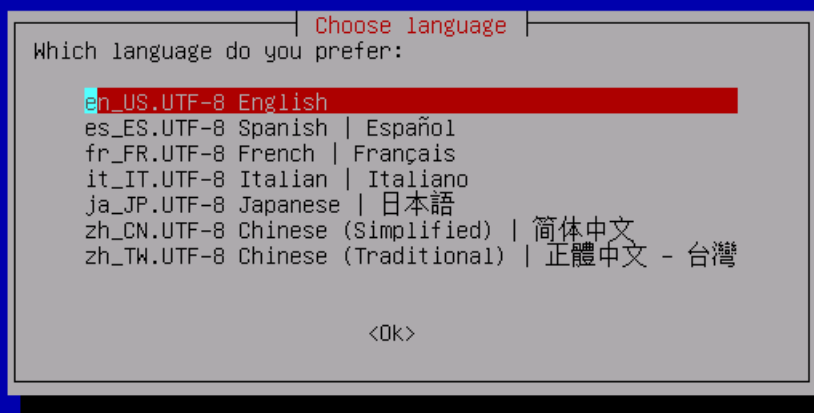 Choose language
Which language do you prefer:
en_US.UTF-8 English
es_ES.UTF-8 Spanish | Español
fr_FR.UTF-8 French | Français
it_IT.UTF-8 Italian | Italiano
ja_JP.UTF-8 Japanese | 日本語
zh_CN.UTF-8 Chinese (Simplified) | 简体中文
zh_TW.UTF-8 Chinese (Traditional) | 正體中文 - 台灣
<Ok>